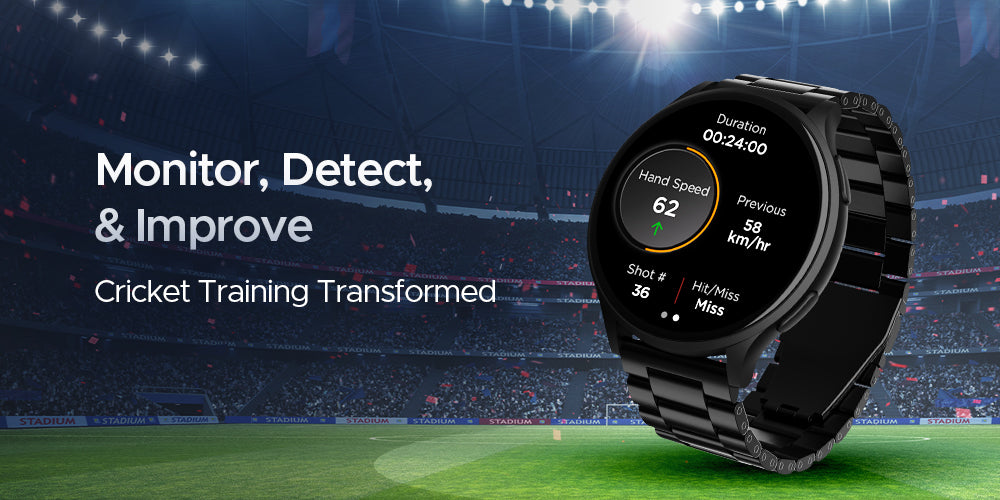 Monitor, Detect,
& Improve
Cricket Training Transformed
Duration
00:24:00
Hand Speed
62
Previous
58
km/hr
Shot #
36
Hit/Miss
Miss
STADIUM
STADIUM
STADIUM
STADIUM
STADIUM